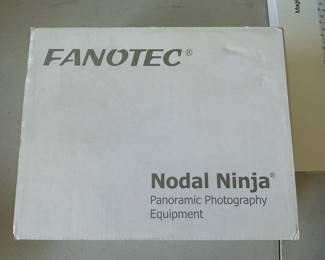 FANOTEC®
Nodal Ninja®
Panoramic Photography
Equipment